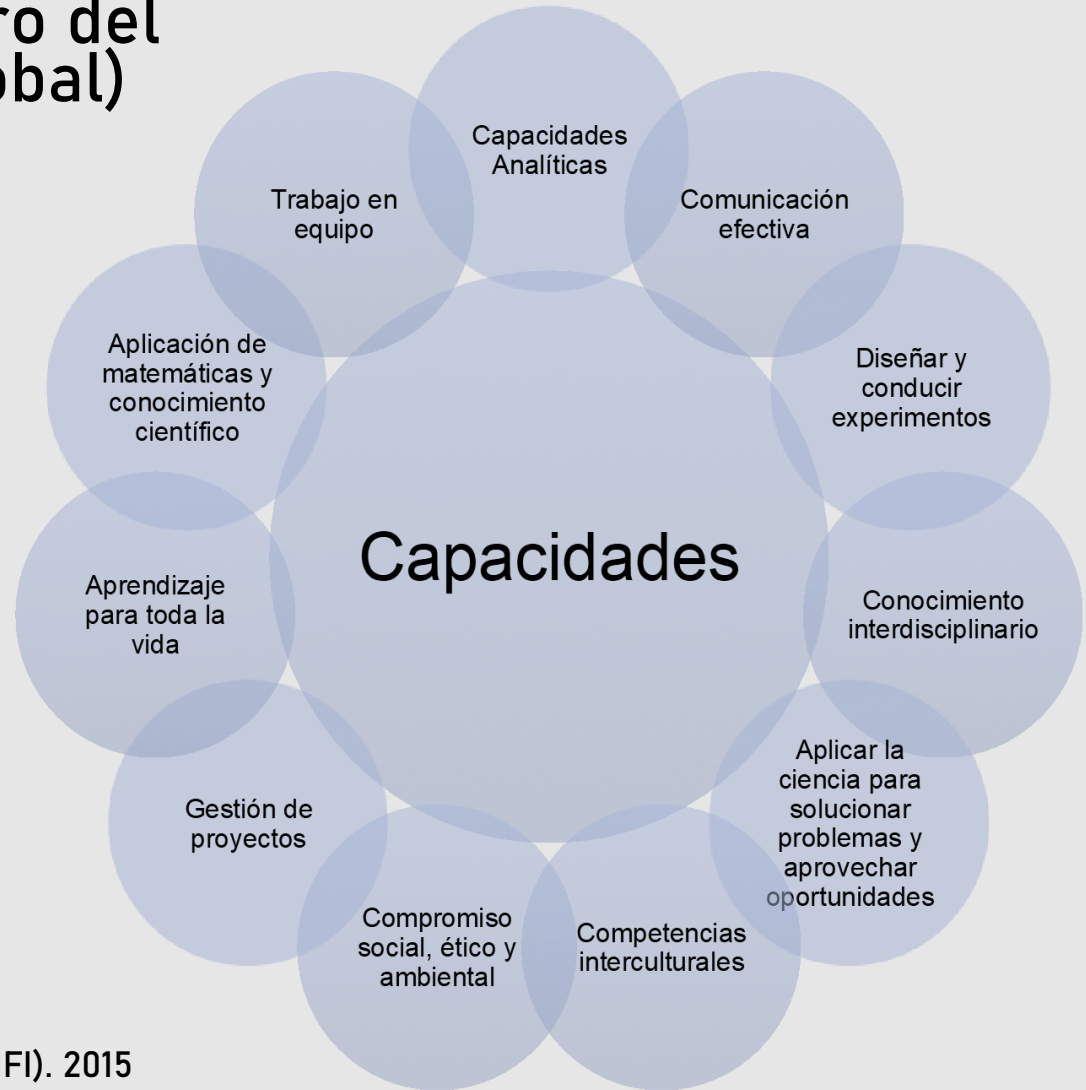 ro del
obal)
Capacidades
Analíticas
Comunicación
efectiva
Diseñar y
conducir
experimentos
Conocimiento
interdisciplinario
Aplicar la
ciencia para
solucionar
problemas y
aprovechar
oportunidades
Competencias
interculturales
Compromiso
social, ético y
ambiental
Gestión de
proyectos
Aprendizaje
para toda la
vida
Aplicación de
matemáticas y
conocimiento
científico
Trabajo en
equipo
Capacidades
FI). 2015